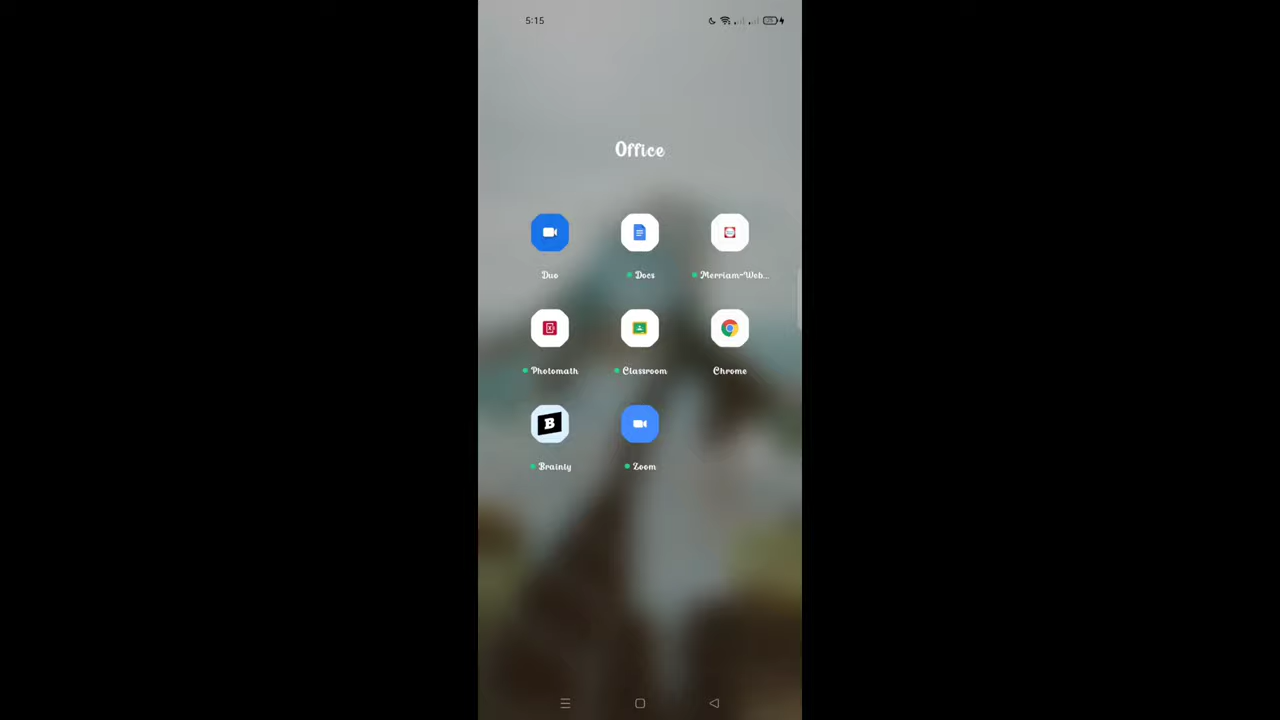 5:15
Office
Duo
Docs
Merriam-Web...
Photomath
Classroom
Chrome
B
Brainly
Zoom